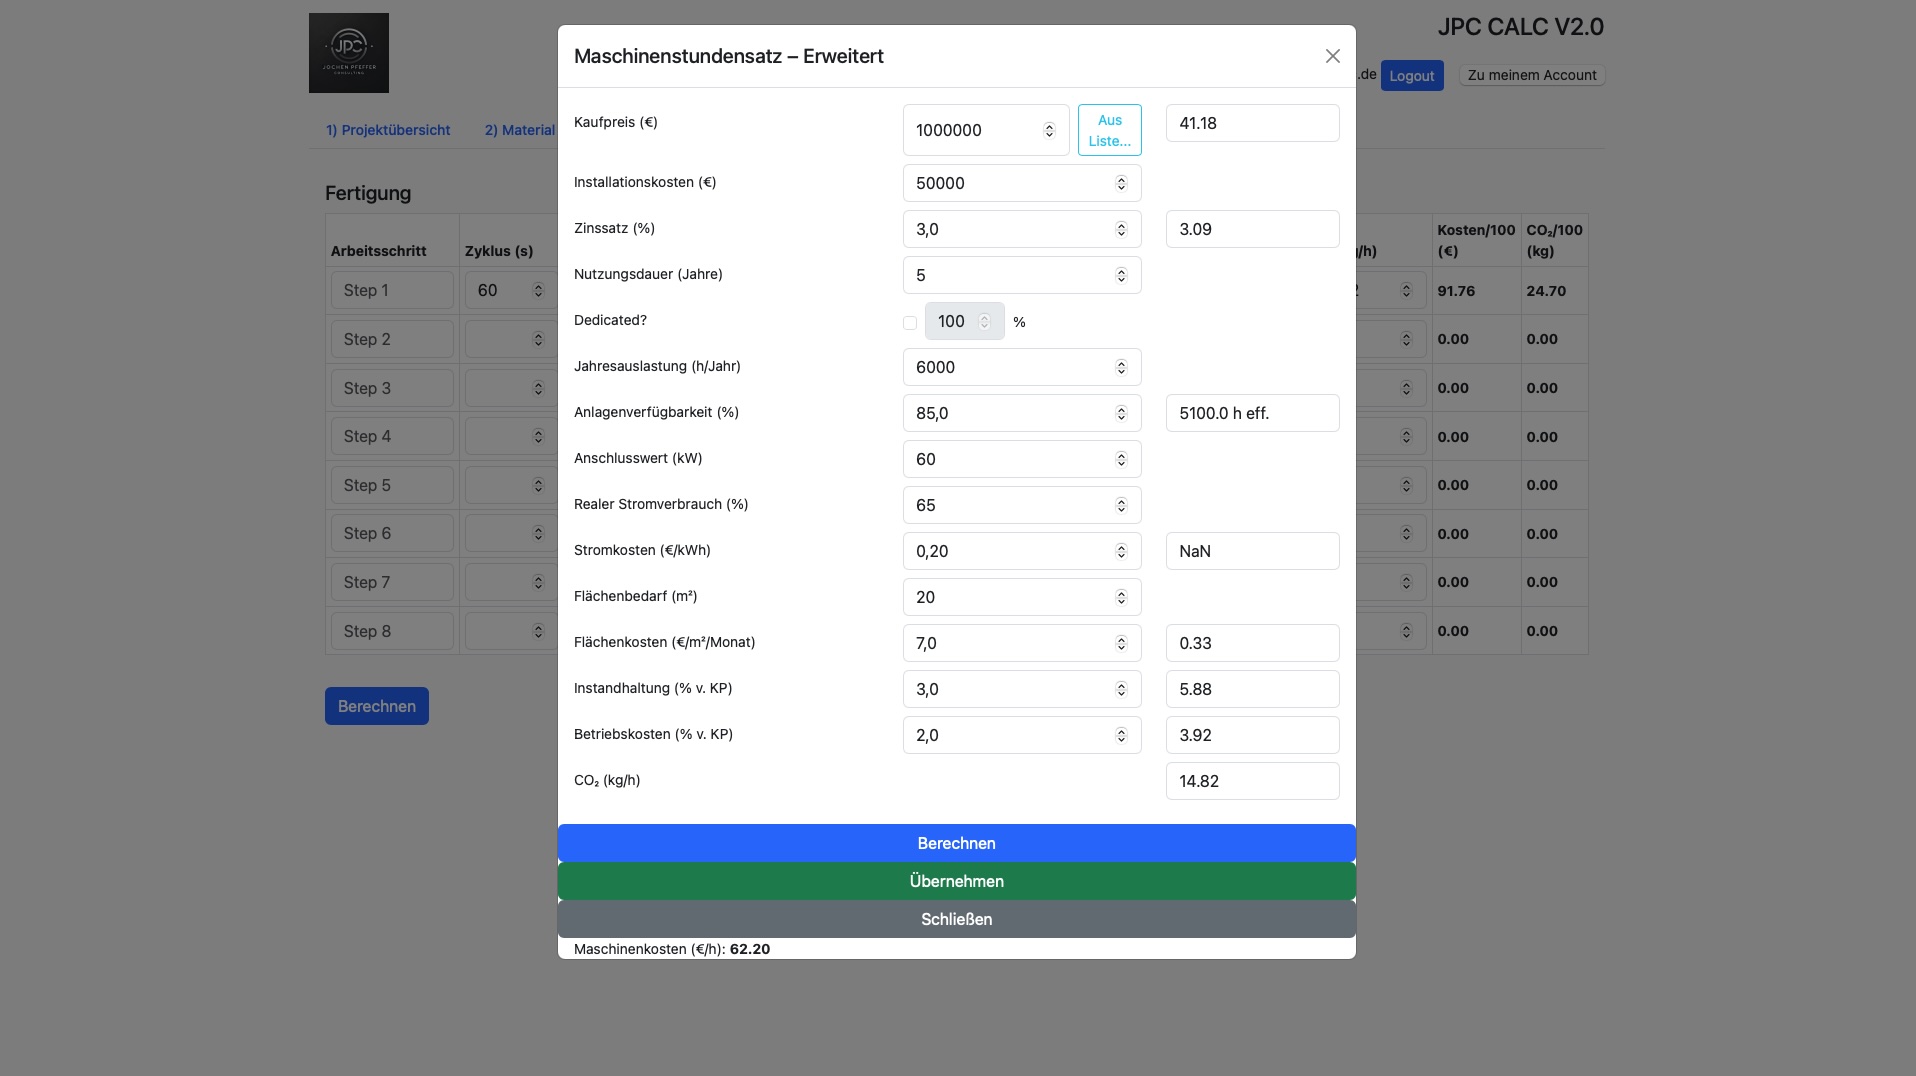 JPC
JOCHEN PFEFFER
CONSULTING
JPC CALC V2.0
.de
Logout
Zu meinem Account
1) Projektübersicht
2) Material
Maschinenstundensatz – Erweitert
Kaufpreis (€)
1000000
Aus Liste...
41.18
Installationskosten (€)
50000
Zinssatz (%)
3,0
3.09
Nutzungsdauer (Jahre)
5
Dedicated?
100
%
Jahresauslastung (h/Jahr)
6000
Anlagenverfügbarkeit (%)
85,0
5100.0 h eff.
Anschlusswert (kW)
60
Realer Stromverbrauch (%)
65
Stromkosten (€/kWh)
0,20
NaN
Flächenbedarf (m²)
20
Flächenkosten (€/m²/Monat)
7,0
0.33
Instandhaltung (% v. KP)
3,0
5.88
Betriebskosten (% v. KP)
2,0
3.92
CO₂ (kg/h)
14.82
Berechnen
Übernehmen
Schließen
Maschinenkosten (€/h): 62.20
Fertigung
Arbeitsschritt
Zyklus (s)
/h)
Kosten/100 (€)
CO₂/100 (kg)
Step 1
60
91.76
24.70
Step 2
0.00
0.00
Step 3
0.00
0.00
Step 4
0.00
0.00
Step 5
0.00
0.00
Step 6
0.00
0.00
Step 7
0.00
0.00
Step 8
0.00
0.00
Berechnen